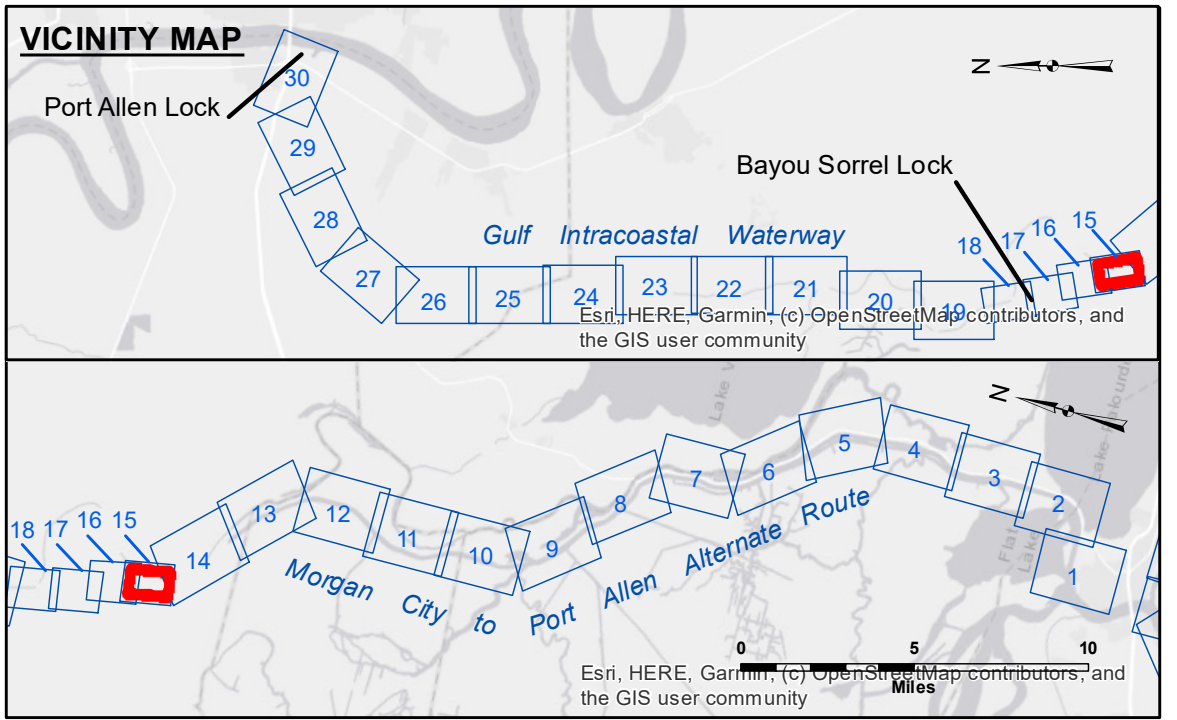 VICINITY MAP
N
30
Port Allen Lock
29
Bayou Sorrel Lock
28
Gulf Intracoastal Waterway
18 17 16 15
27
26 25 24 23 22 21 20 19
Esri, HERE, Garmin, (c) OpenStreetMap contributors, and
the GIS user community
N
Lake
18 17 16 15
14 13 12 11 10 9 8 7 6 5 4 3 2 1
Flat
Lake
Morgan City to Port Allen Alternate Route
0 5 10
Miles
Esri, HERE, Garmin, (c) OpenStreetMap contributors, and
the GIS user community